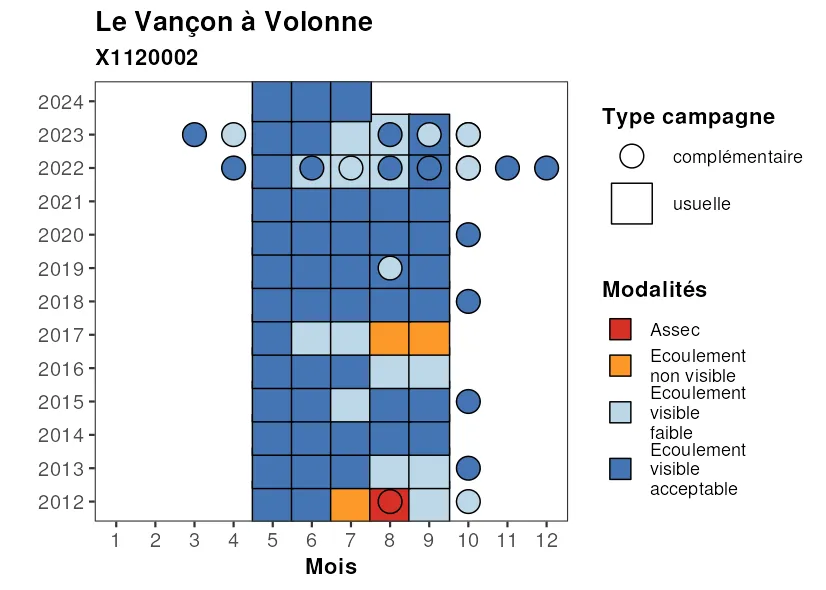 Le Vançon à Volonne
X1120002
2024
2023
2022
2021
2020
2019
2018
2017
2016
2015
2014
2013
2012
1 2 3 4 5 6 7 8 9 10 11 12
Mois
Type campagne
complémentaire
usuelle
Modalités
Assec
Ecoulement
non visible
Ecoulement
visible
faible
Ecoulement
visible
acceptable